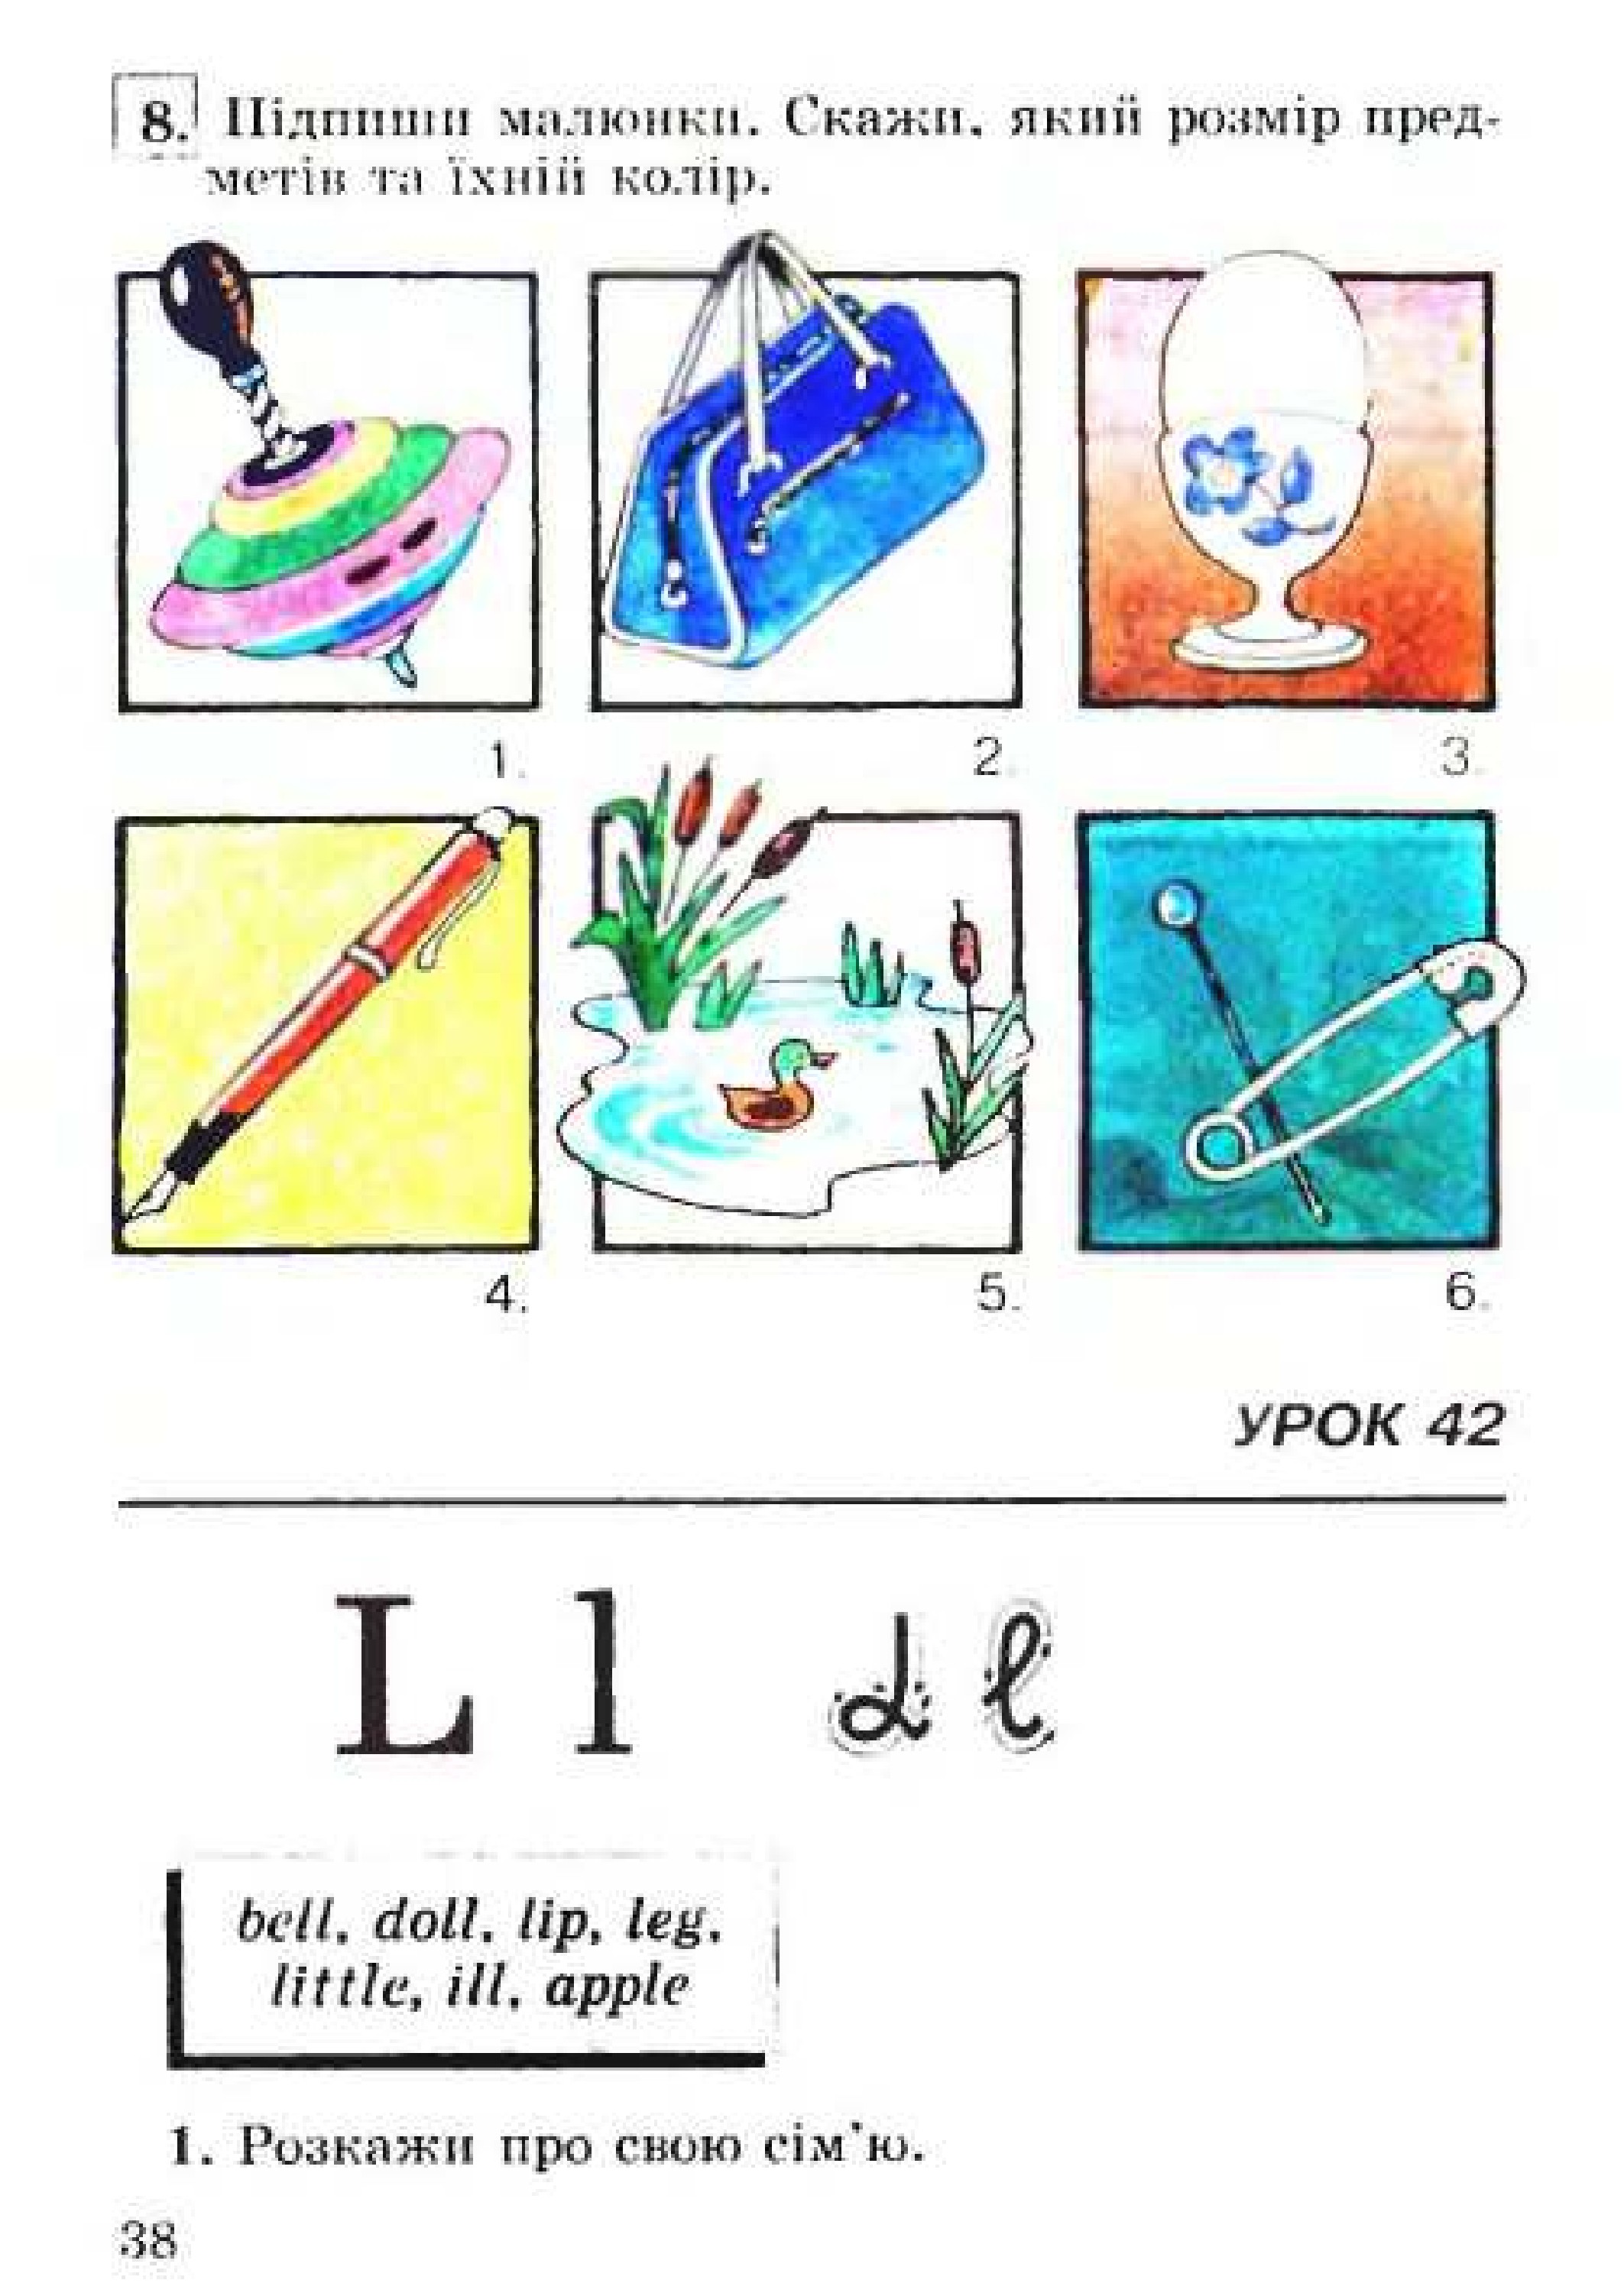 8. Підпиши малюнки. Скажи, який розмір пред-
метів та їхній колір.
1. 2. 3.
4. 5. 6.
УРОК 42
L l L l
bell, doll, lip, leg,
little, ill, apple
1. Розкажи про свою сім'ю.
38